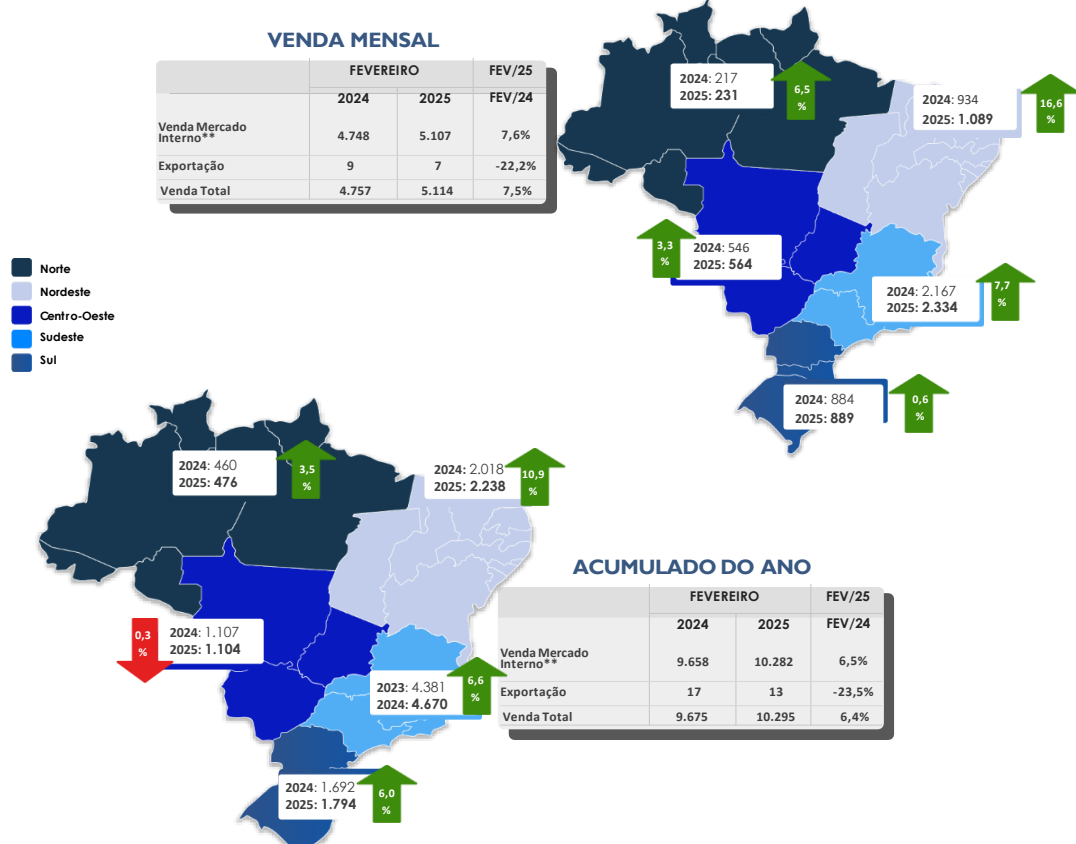 VENDA MENSAL
FEVEREIRO FEV/25
2024 2025 FEV/24
Venda Mercado
Interno** 4.748 5.107 7,6%
Exportação 9 7 -22,2%
Venda Total 4.757 5.114 7,5%
2024: 217
2025: 231
6,5
%
2024: 934
2025: 1.089
16,6
%
3,3
%
2024: 546
2025: 564
2024: 2.167
2025: 2.334
7,7
%
2024: 884
2025: 889
0,6
%
Norte
Nordeste
Centro-Oeste
Sudeste
Sul
2024: 460
2025: 476
3,5
%
2024: 2.018
2025: 2.238
10,9
%
0,3
%
2024: 1.107
2025: 1.104
2023: 4.381
2024: 4.670
6,6
%
2024: 1.692
2025: 1.794
6,0
%
ACUMULADO DO ANO
FEVEREIRO FEV/25
2024 2025 FEV/24
Venda Mercado
Interno** 9.658 10.282 6,5%
Exportação 17 13 -23,5%
Venda Total 9.675 10.295 6,4%